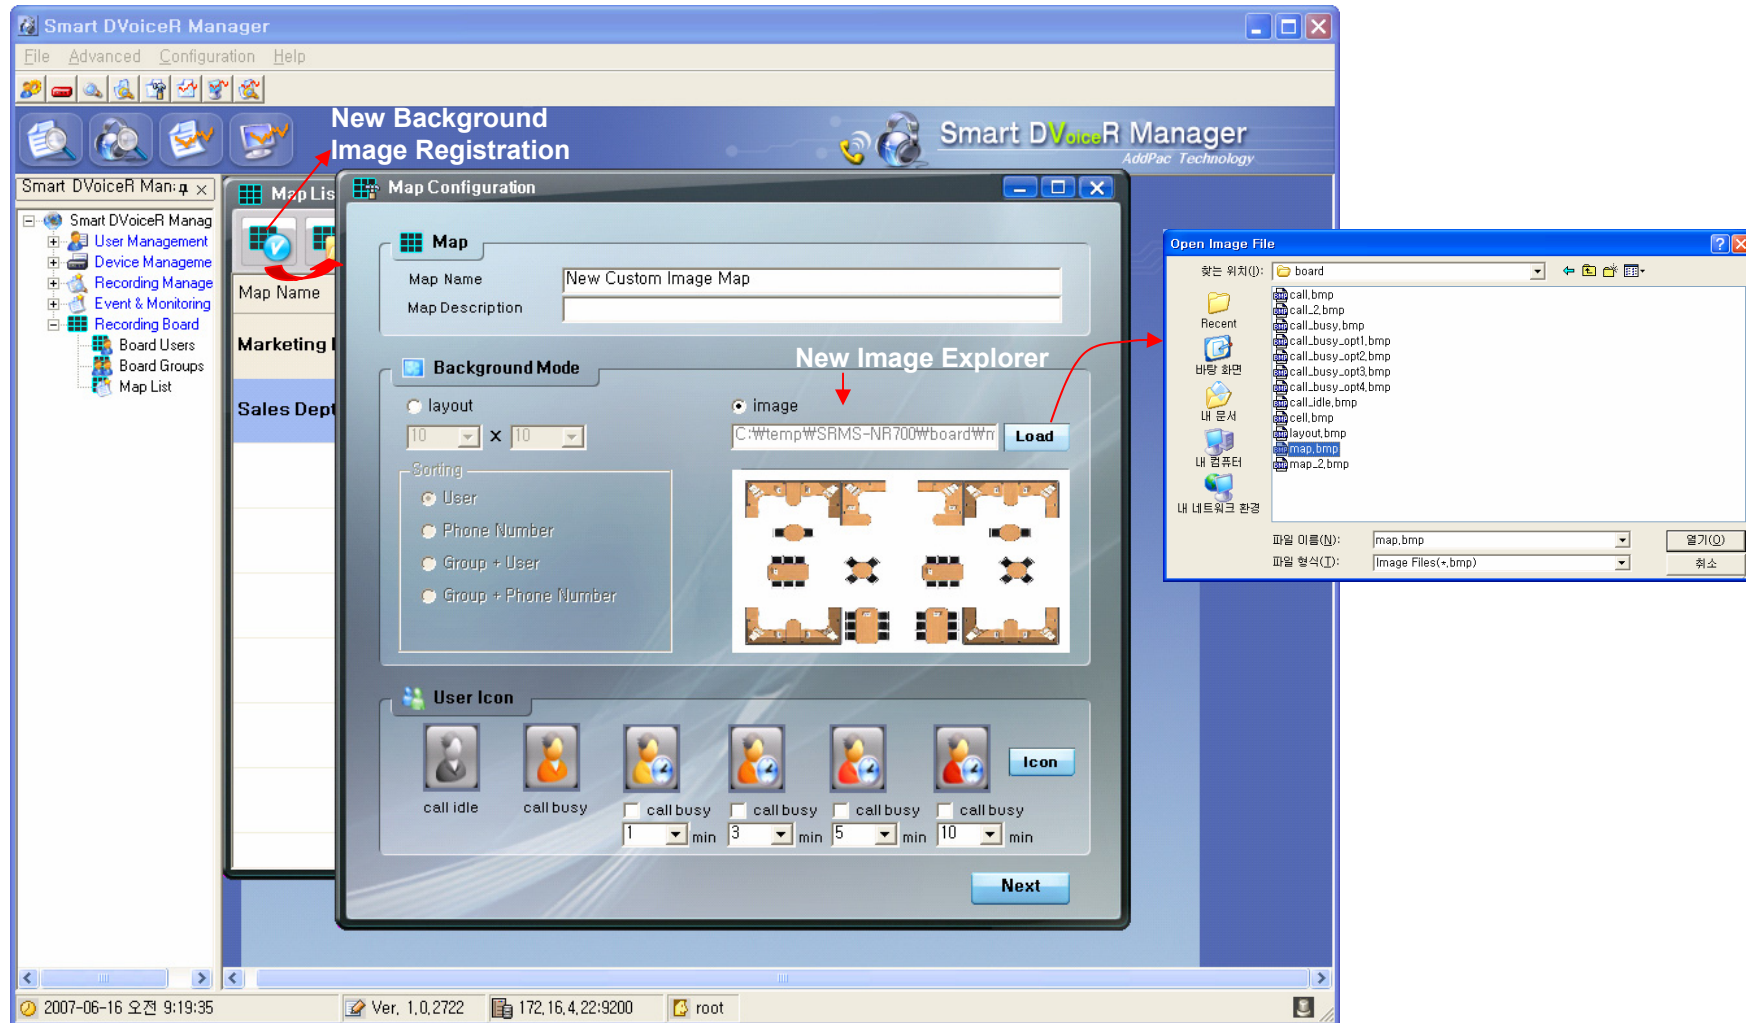 Smart DVoiceR Manager
File Advanced Configuration Help
New Background
Image Registration
Smart DVoiceR Manager
AddPac Technology
Smart DVoiceR Man
Smart DVoiceR Manag
User Management
Device Manageme
Recording Manage
Event & Monitoring
Recording Board
Board Users
Board Groups
Map List
Map Lis
Map Name
Marketing
Sales Dept
Map Configuration
Map
Map Name New Custom Image Map
Map Description
Background Mode
New Image Explorer
layout
10 x 10
Sorting
User
Phone Number
Group + User
Group + Phone Number
image
C:₩temp₩SRMS-NR700₩board₩m Load
User Icon
call idle
call busy
call busy
1 min
call busy
3 min
call busy
5 min
call busy
10 min
Icon
Next
Open Image File
찾는 위치(I): board
Recent
바탕 화면
내 문서
내 컴퓨터
내 네트워크 환경
call.bmp
call_2.bmp
call_busy.bmp
call_busy_opt1.bmp
call_busy_opt2.bmp
call_busy_opt3.bmp
call_busy_opt4.bmp
call_idle.bmp
cell.bmp
layout.bmp
map.bmp
map_2.bmp
파일 이름(N): map.bmp 열기(O)
파일 형식(T): Image Files(*.bmp) 취소
2007-06-16 오전 9:19:35 Ver. 1.0.2722 172.16.4.22:9200 root